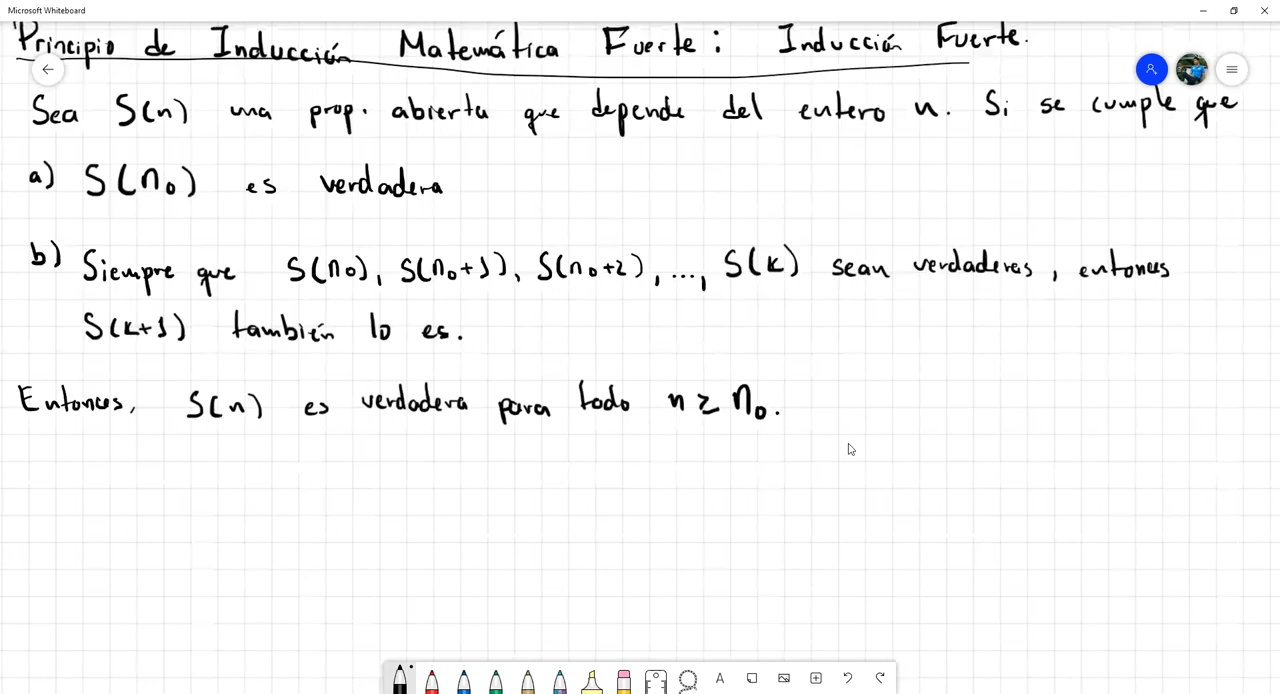 Microsoft Whiteboard
Principio de Inducción Matemática Fuerte: Inducción Fuerte.
Sea S(n) una prop. abierta que depende del entero n. Si se cumple que
a) S(n₀) es verdadera
b) Siempre que S(n₀), S(n₀+1), S(n₀+2), ..., S(k) sean verdaderas, entonces
S(k+1) también lo es.
Entonces, S(n) es verdadera para todo n ≥ n₀.